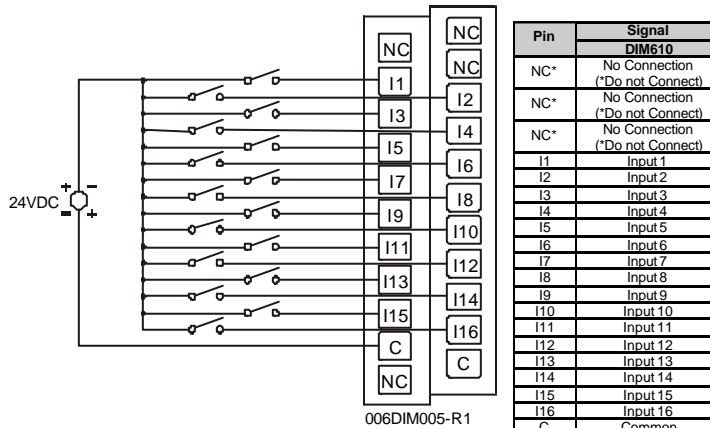 NC
NC
NC
I1
I2
I3
I4
I5
I6
I7
24VDC
+ −
= +
I8
I9
I10
I11
I12
I13
I14
I15
I16
C
C
NC
006DIM005-R1
Pin Signal
DIM610
NC* No Connection
(*Do not Connect)
NC* No Connection
(*Do not Connect)
NC* No Connection
(*Do not Connect)
I1 Input 1
I2 Input 2
I3 Input 3
I4 Input 4
I5 Input 5
I6 Input 6
I7 Input 7
I8 Input 8
I9 Input 9
I10 Input 10
I11 Input 11
I12 Input 12
I13 Input 13
I14 Input 14
I15 Input 15
I16 Input 16
C Common